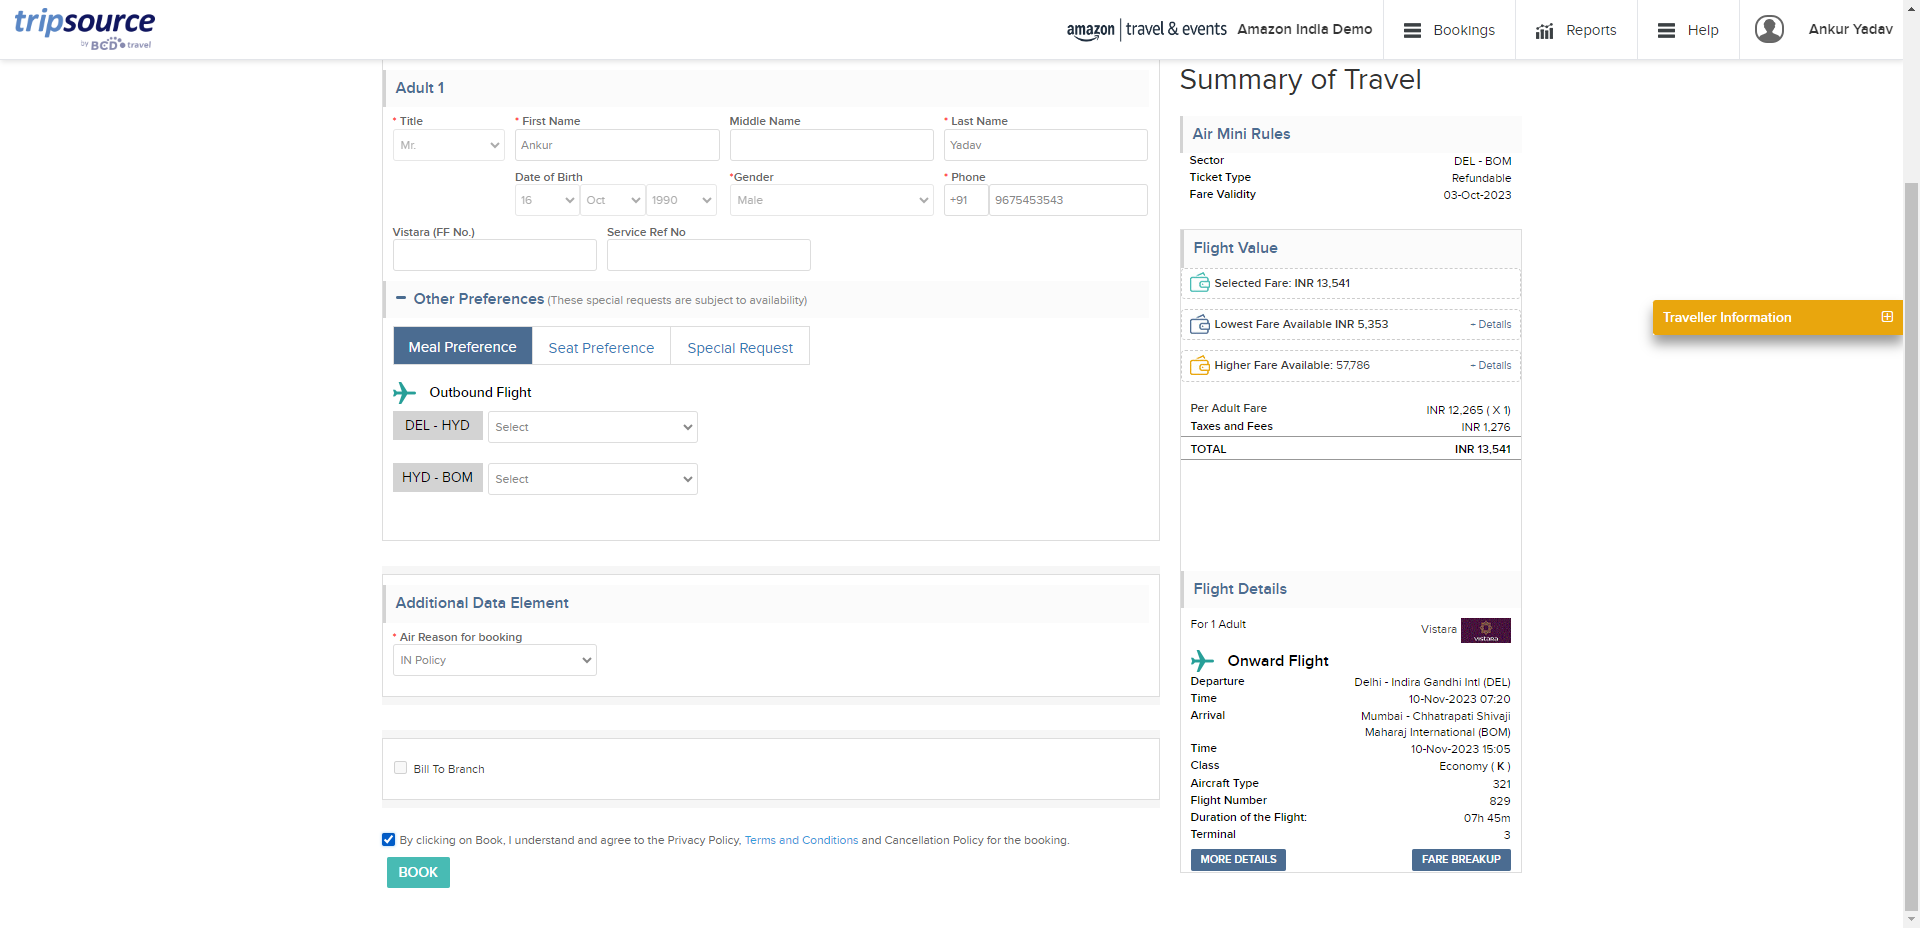 tripsource
by BCD travel
amazon travel & events
Amazon India Demo
Bookings
Reports
Help
Ankur Yadav
Adult 1
* Title
* First Name
Middle Name
* Last Name
Mr.
Ankur
Yadav
Date of Birth
*Gender
* Phone
16
Oct
1990
Male
+91
9675453543
Vistara (FF No.)
Service Ref No
− Other Preferences (These special requests are subject to availability)
Meal Preference
Seat Preference
Special Request
Outbound Flight
DEL - HYD
Select
HYD - BOM
Select
Additional Data Element
* Air Reason for booking
IN Policy
Bill To Branch
By clicking on Book, I understand and agree to the Privacy Policy, Terms and Conditions and Cancellation Policy for the booking.
BOOK
Summary of Travel
Air Mini Rules
Sector DEL - BOM
Ticket Type Refundable
Fare Validity 03-Oct-2023
Flight Value
Selected Fare: INR 13,541
Lowest Fare Available INR 5,353 + Details
Higher Fare Available: 57,786 + Details
Per Adult Fare INR 12,265 ( X 1)
Taxes and Fees INR 1,276
TOTAL INR 13,541
Flight Details
For 1 Adult Vistara
vistara
Onward Flight
Departure Delhi - Indira Gandhi Intl (DEL)
Time 10-Nov-2023 07:20
Arrival Mumbai - Chhatrapati Shivaji
Maharaj International (BOM)
Time 10-Nov-2023 15:05
Class Economy ( K )
Aircraft Type 321
Flight Number 829
Duration of the Flight: 07h 45m
Terminal 3
MORE DETAILS
FARE BREAKUP
Traveller Information